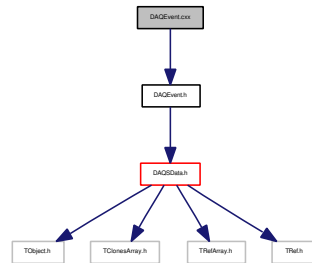 DAQEvent.cxx
DAQEvent.h
DAQSData.h
TObject.h
TClonesArray.h
TRefArray.h
TRef.h